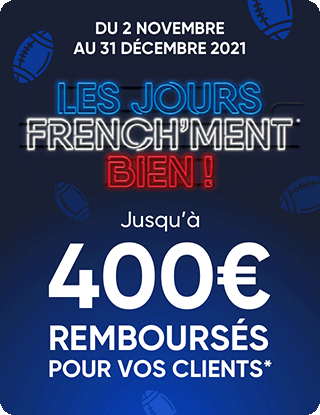 DU 2 NOVEMBRE
AU 31 DÉCEMBRE 2021
LES JOURS
FRENCH'MENT*
BIEN !
Jusqu'à
400€
REMBOURSÉS
POUR VOS CLIENTS*